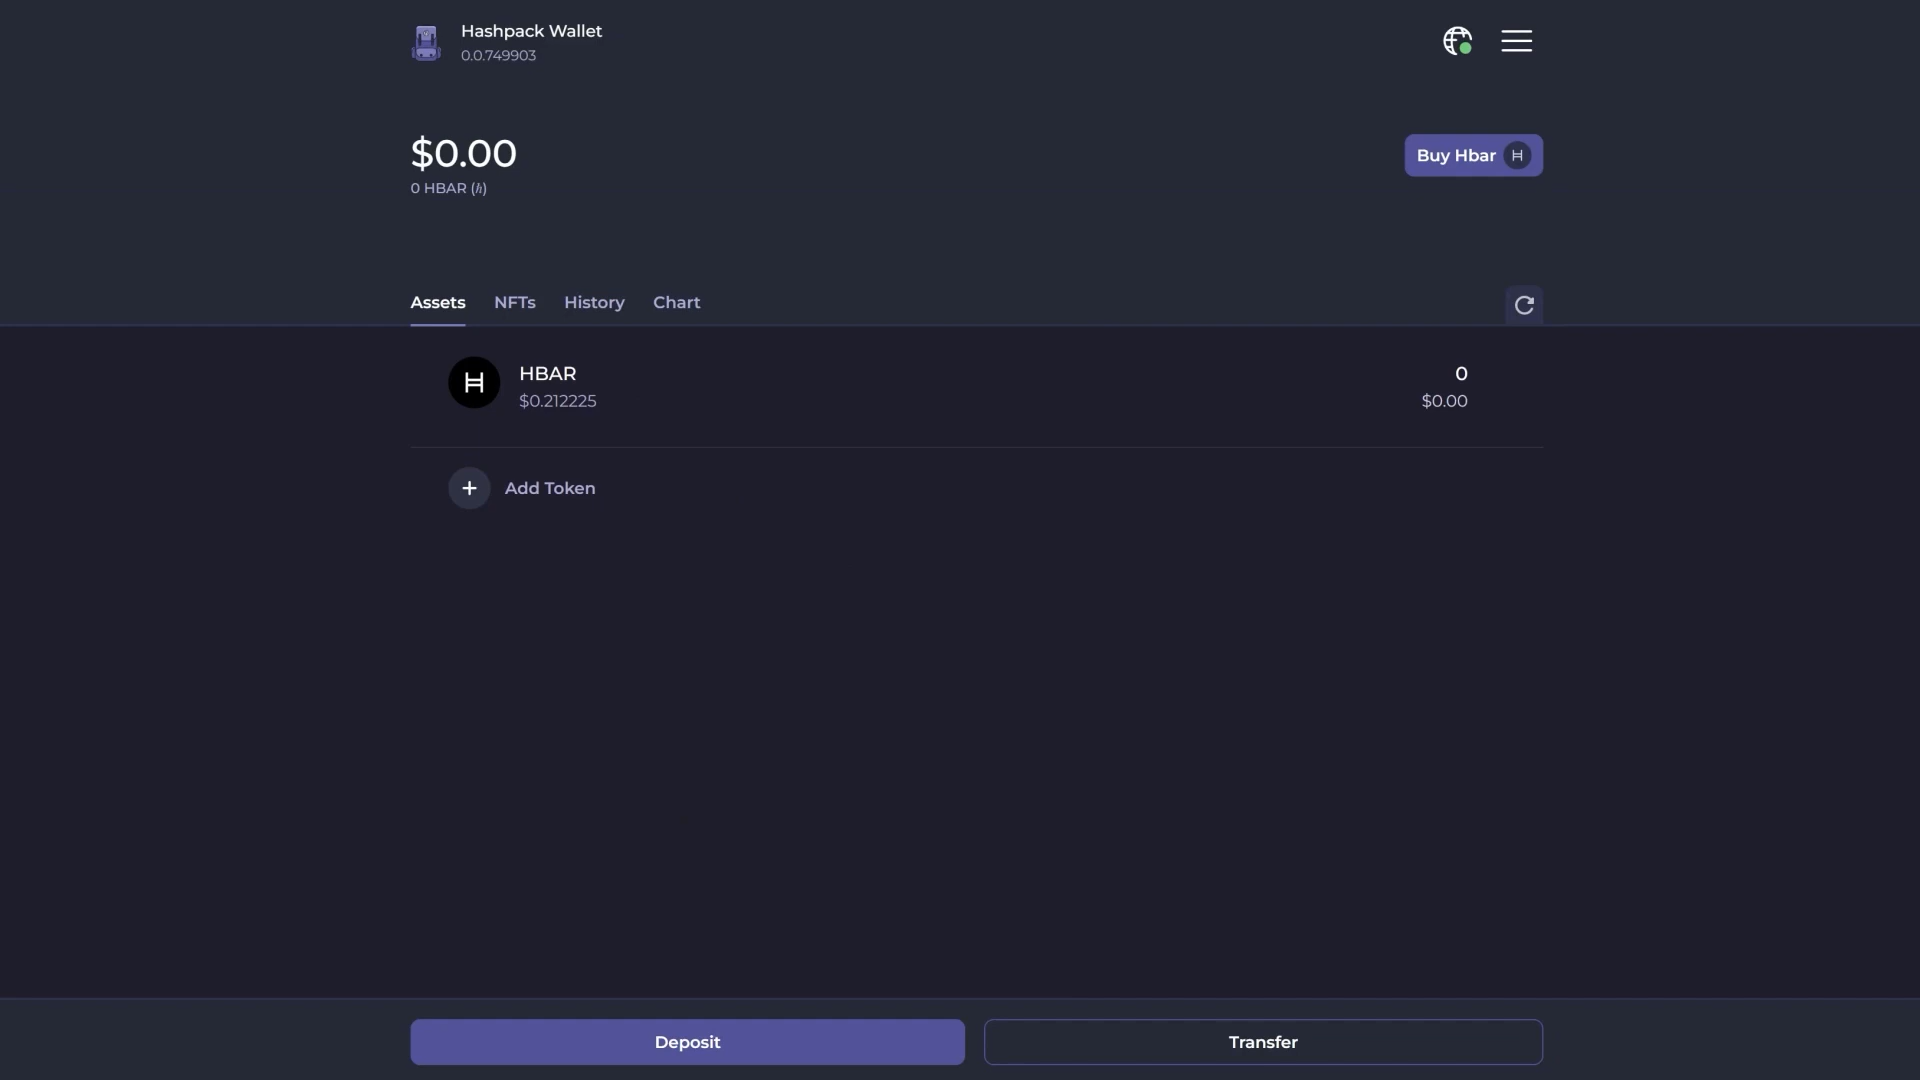 Hashpack Wallet
0.0.749903
$0.00
0 HBAR (ℏ)
Buy Hbar
Assets NFTs History Chart
HBAR 0
$0.212225 $0.00
+ Add Token
Deposit Transfer